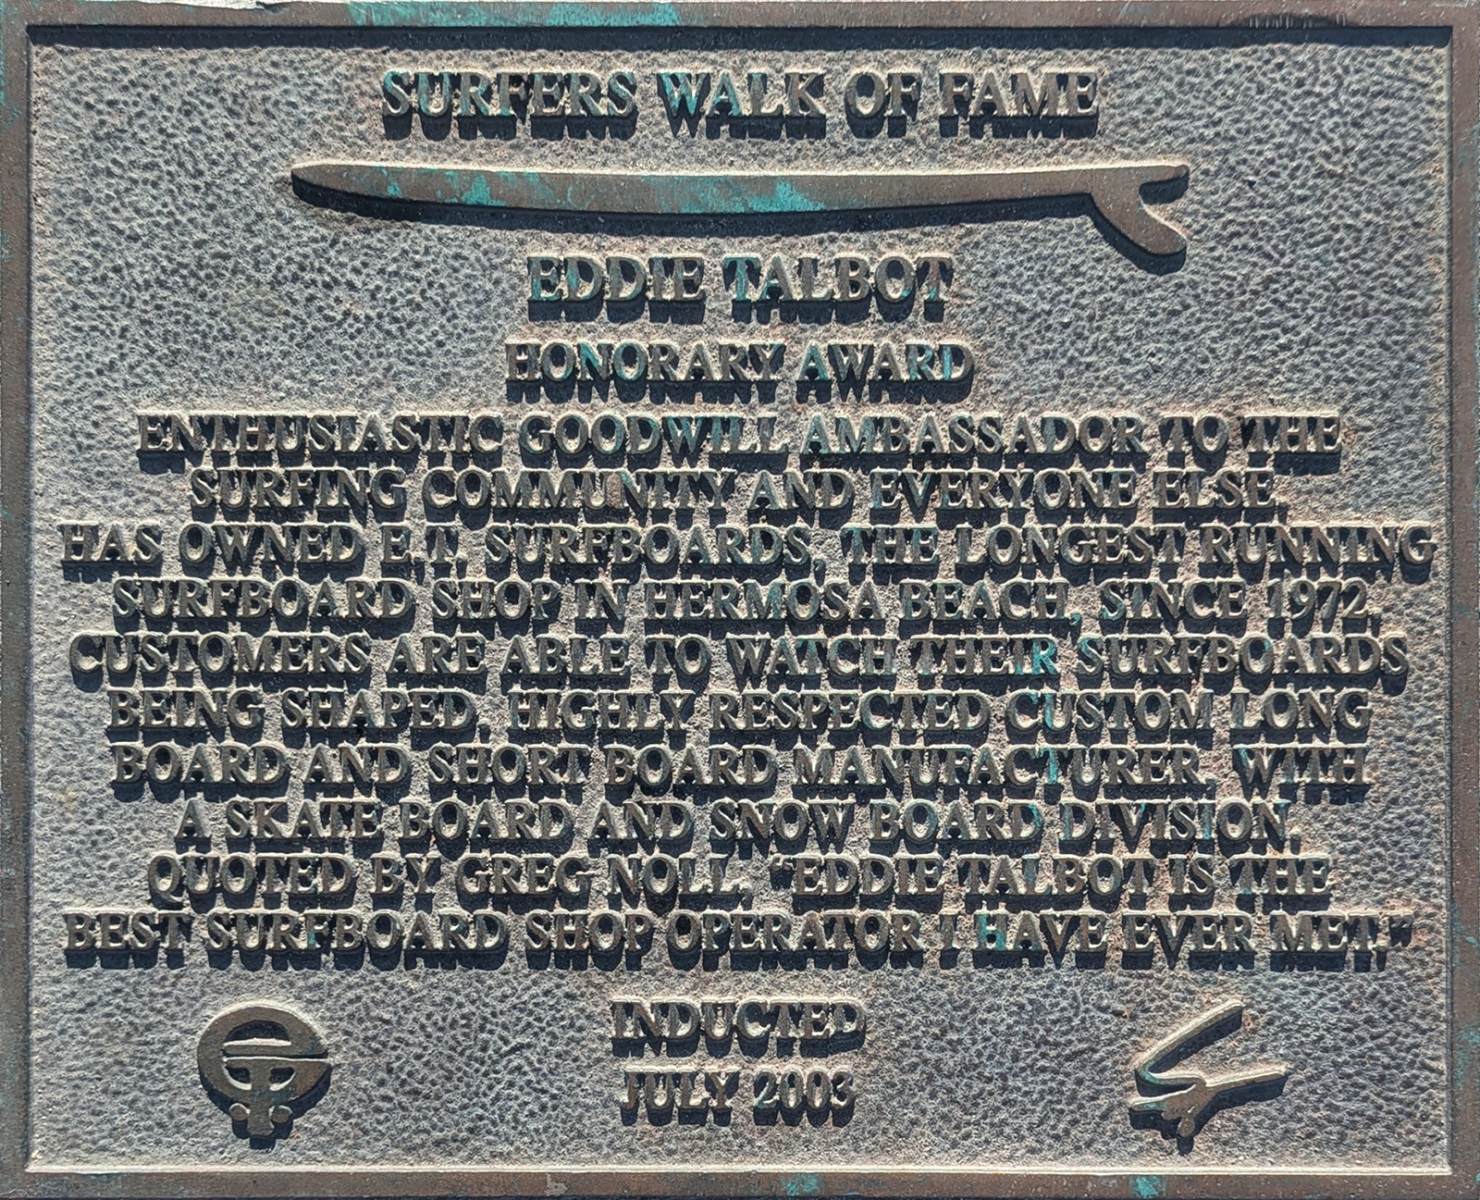 SURFERS WALK OF FAME
EDDIE TALBOT
HONORARY AWARD
ENTHUSIASTIC GOODWILL AMBASSADOR TO THE
SURFING COMMUNITY AND EVERYONE ELSE.
HAS OWNED E.T. SURFBOARDS, THE LONGEST RUNNING
SURFBOARD SHOP IN HERMOSA BEACH, SINCE 1972.
CUSTOMERS ARE ABLE TO WATCH THEIR SURFBOARDS
BEING SHAPED. HIGHLY RESPECTED CUSTOM LONG
BOARD AND SHORT BOARD MANUFACTURER. WITH
A SKATE BOARD AND SNOW BOARD DIVISION.
QUOTED BY GREG NOLL, "EDDIE TALBOT IS THE
BEST SURFBOARD SHOP OPERATOR I HAVE EVER MET."
INDUCTED
JULY 2003